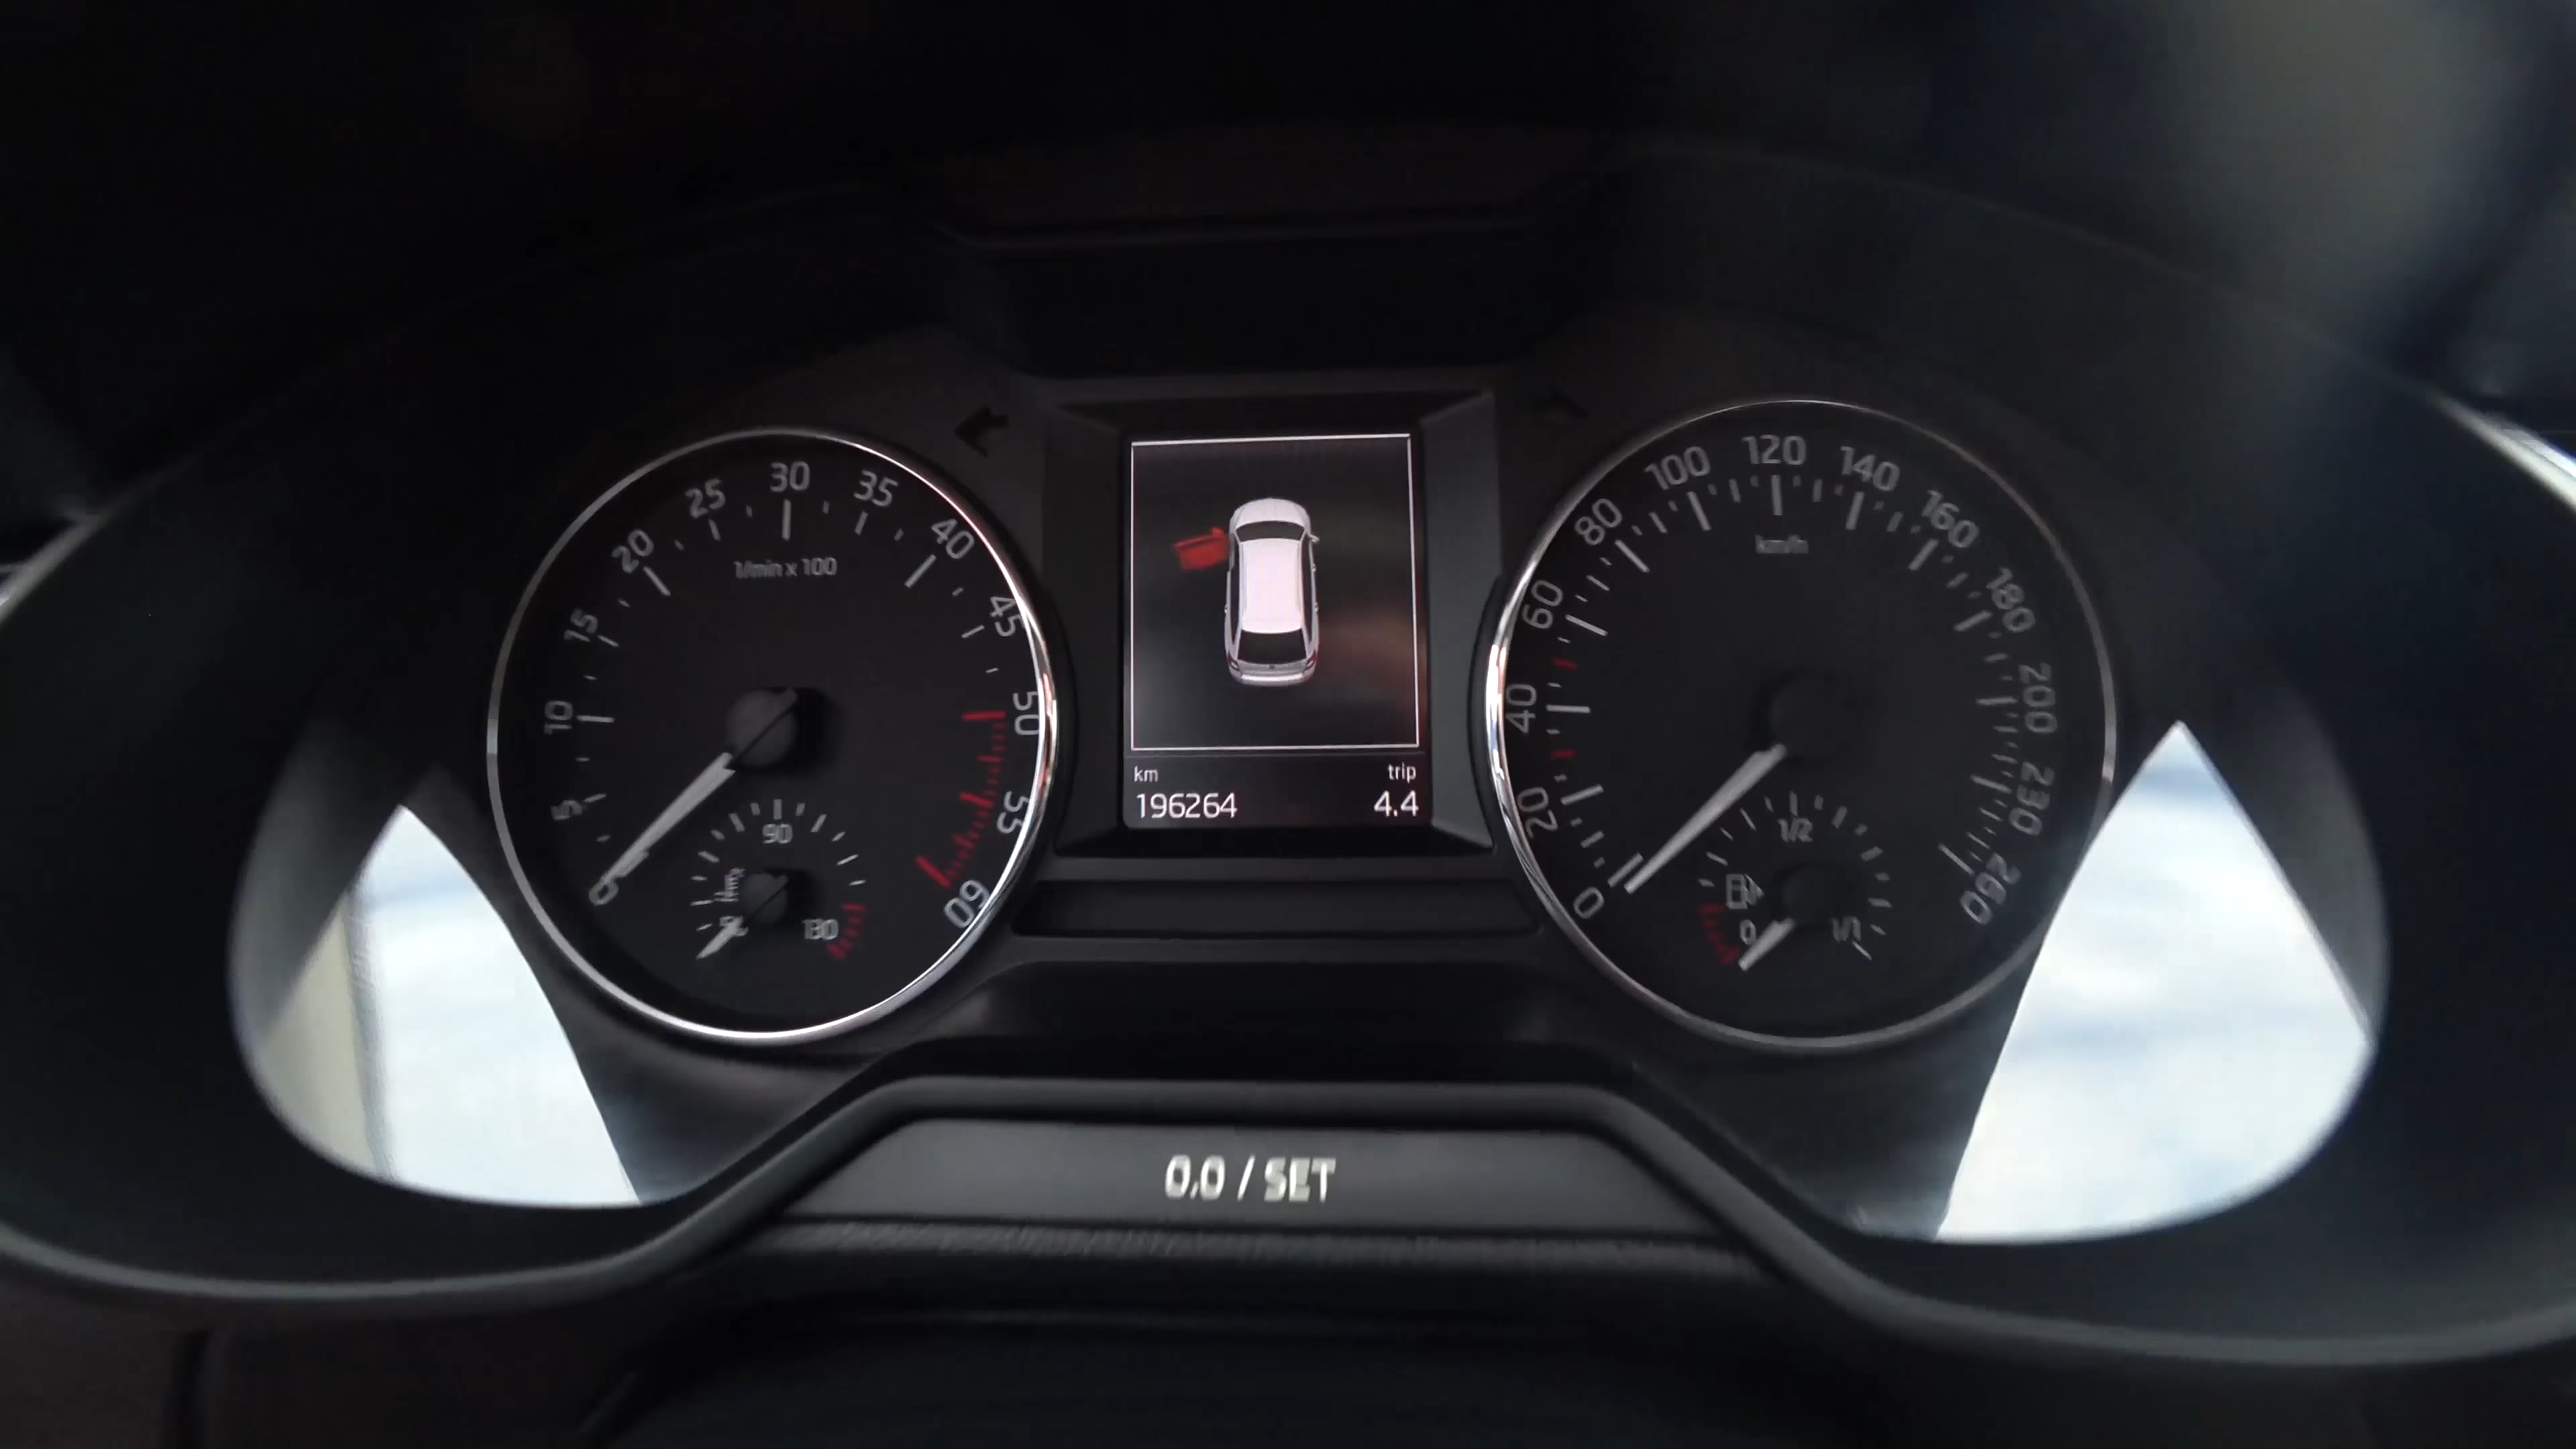 0 5 10 15 20 25 30 35 40 45 50 55 60
1/min x 100
50 90 130
km trip
196264 4.4
0 20 40 60 80 100 120 140 160 180 200 230 260
km/h
0 1/2 1/1
0.0 / SET